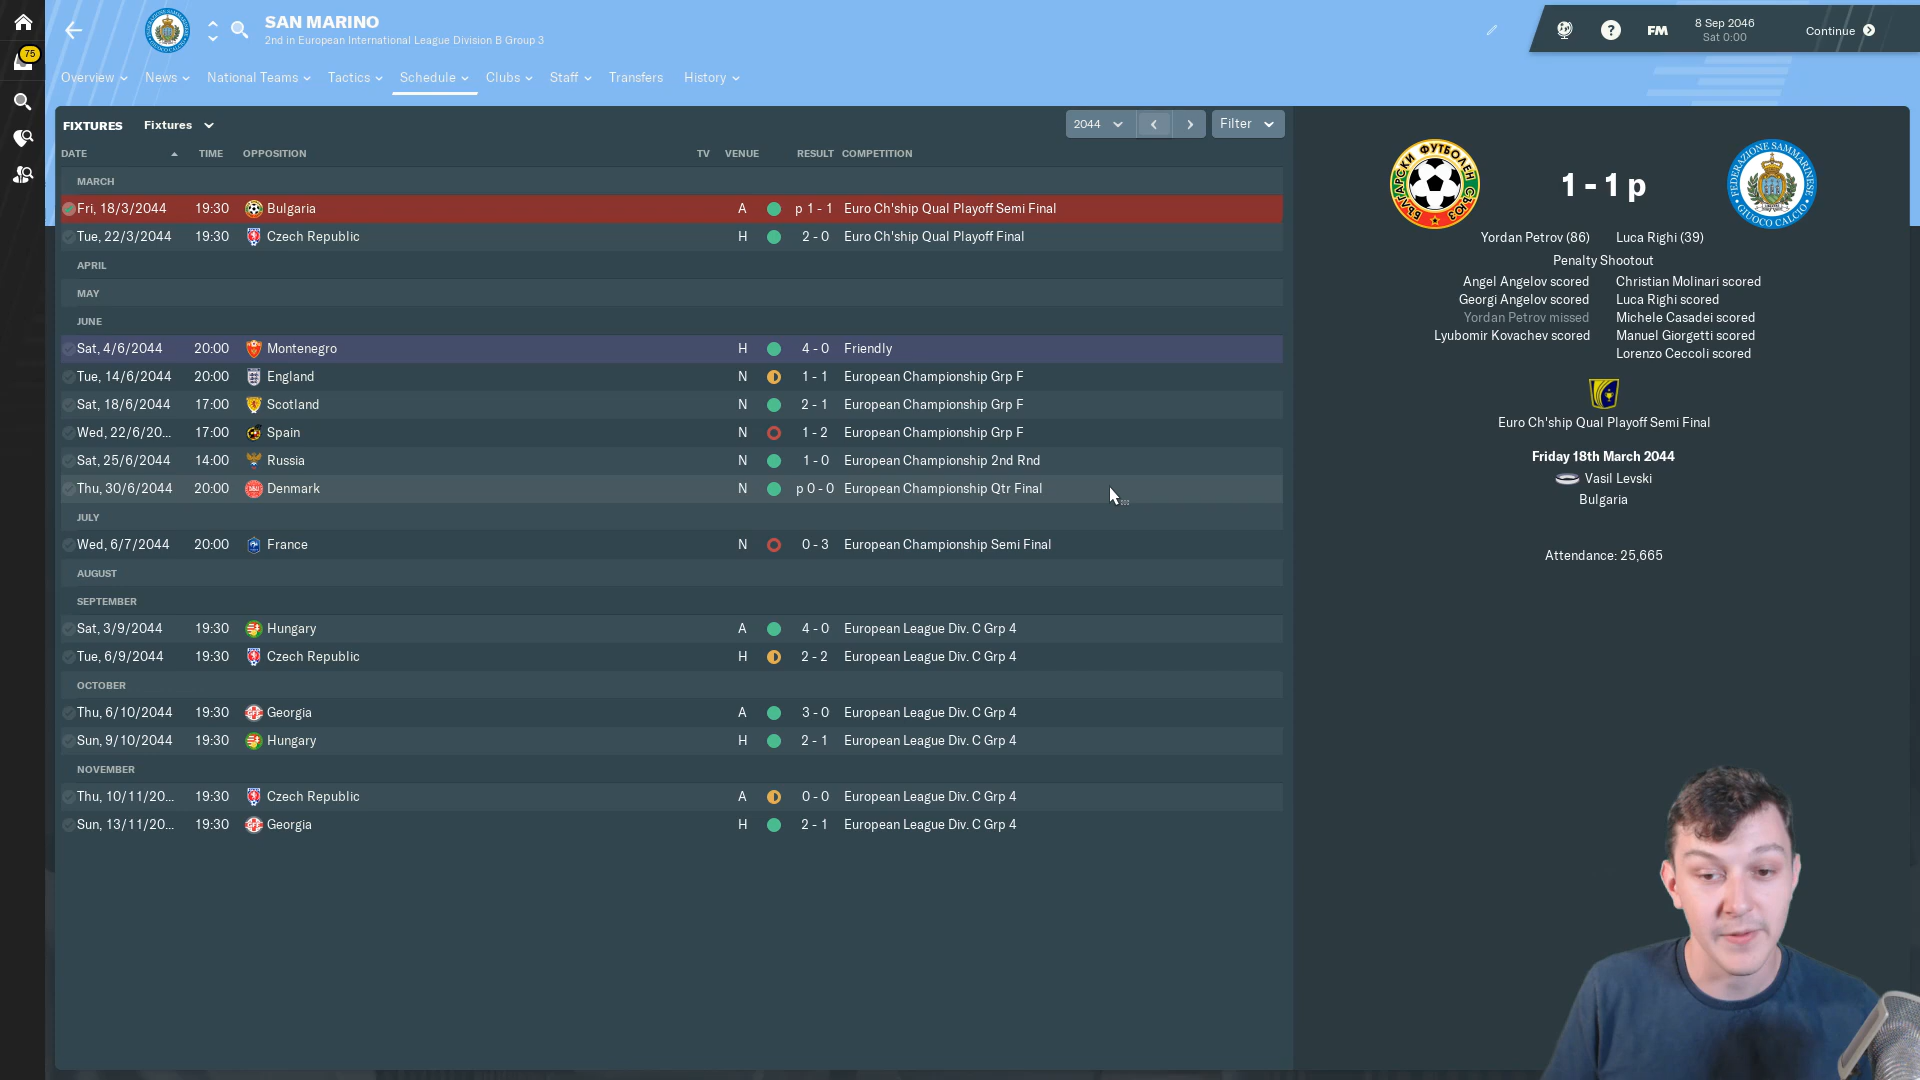 SAN MARINO
2nd in European International League Division B Group 3
75
FM
8 Sep 2046
Sat 0:00
Continue
Overview
News
National Teams
Tactics
Schedule
Clubs
Staff
Transfers
History
FIXTURES
Fixtures
2044
Filter
DATE TIME OPPOSITION TV VENUE RESULT COMPETITION
MARCH
Fri, 18/3/2044 19:30 Bulgaria A p 1 - 1 Euro Ch'ship Qual Playoff Semi Final
Tue, 22/3/2044 19:30 Czech Republic H 2 - 0 Euro Ch'ship Qual Playoff Final
APRIL
MAY
JUNE
Sat, 4/6/2044 20:00 Montenegro H 4 - 0 Friendly
Tue, 14/6/2044 20:00 England N 1 - 1 European Championship Grp F
Sat, 18/6/2044 17:00 Scotland N 2 - 1 European Championship Grp F
Wed, 22/6/20... 17:00 Spain N 1 - 2 European Championship Grp F
Sat, 25/6/2044 14:00 Russia N 1 - 0 European Championship 2nd Rnd
Thu, 30/6/2044 20:00 Denmark N p 0 - 0 European Championship Qtr Final
JULY
Wed, 6/7/2044 20:00 France N 0 - 3 European Championship Semi Final
AUGUST
SEPTEMBER
Sat, 3/9/2044 19:30 Hungary A 4 - 0 European League Div. C Grp 4
Tue, 6/9/2044 19:30 Czech Republic H 2 - 2 European League Div. C Grp 4
OCTOBER
Thu, 6/10/2044 19:30 Georgia A 3 - 0 European League Div. C Grp 4
Sun, 9/10/2044 19:30 Hungary H 2 - 1 European League Div. C Grp 4
NOVEMBER
Thu, 10/11/20... 19:30 Czech Republic A 0 - 0 European League Div. C Grp 4
Sun, 13/11/20... 19:30 Georgia H 2 - 1 European League Div. C Grp 4
БЪЛГАРСКИ ФУТБОЛЕН СЪЮЗ
1 - 1 p
FEDERAZIONE SAMMARINESE GIUOCO CALCIO
Yordan Petrov (86) Luca Righi (39)
Penalty Shootout
Angel Angelov scored Christian Molinari scored
Georgi Angelov scored Luca Righi scored
Yordan Petrov missed Michele Casadei scored
Lyubomir Kovachev scored Manuel Giorgetti scored
Lorenzo Ceccoli scored
Euro Ch'ship Qual Playoff Semi Final
Friday 18th March 2044
Vasil Levski
Bulgaria
Attendance: 25,665